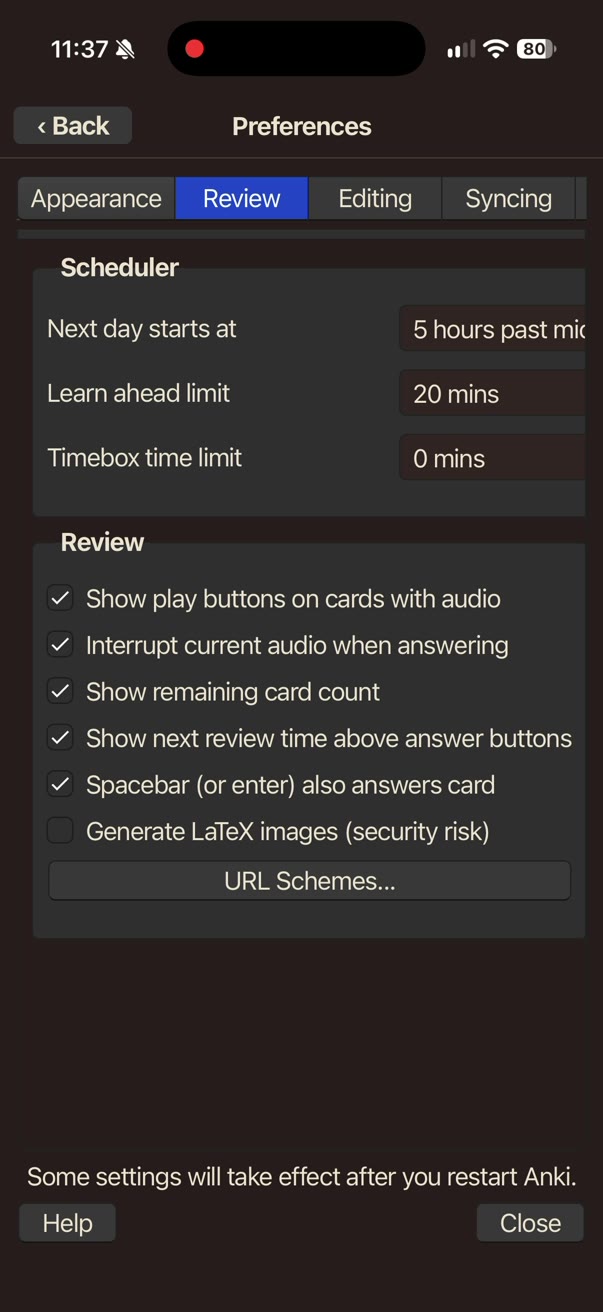 11:37
80
‹ Back
Preferences
Appearance
Review
Editing
Syncing
Scheduler
Next day starts at
5 hours past
Learn ahead limit
20 mins
Timebox time limit
0 mins
Review
Show play buttons on cards with audio
Interrupt current audio when answering
Show remaining card count
Show next review time above answer buttons
Spacebar (or enter) also answers card
Generate LaTeX images (security risk)
URL Schemes...
Some settings will take effect after you restart Anki.
Help
Close